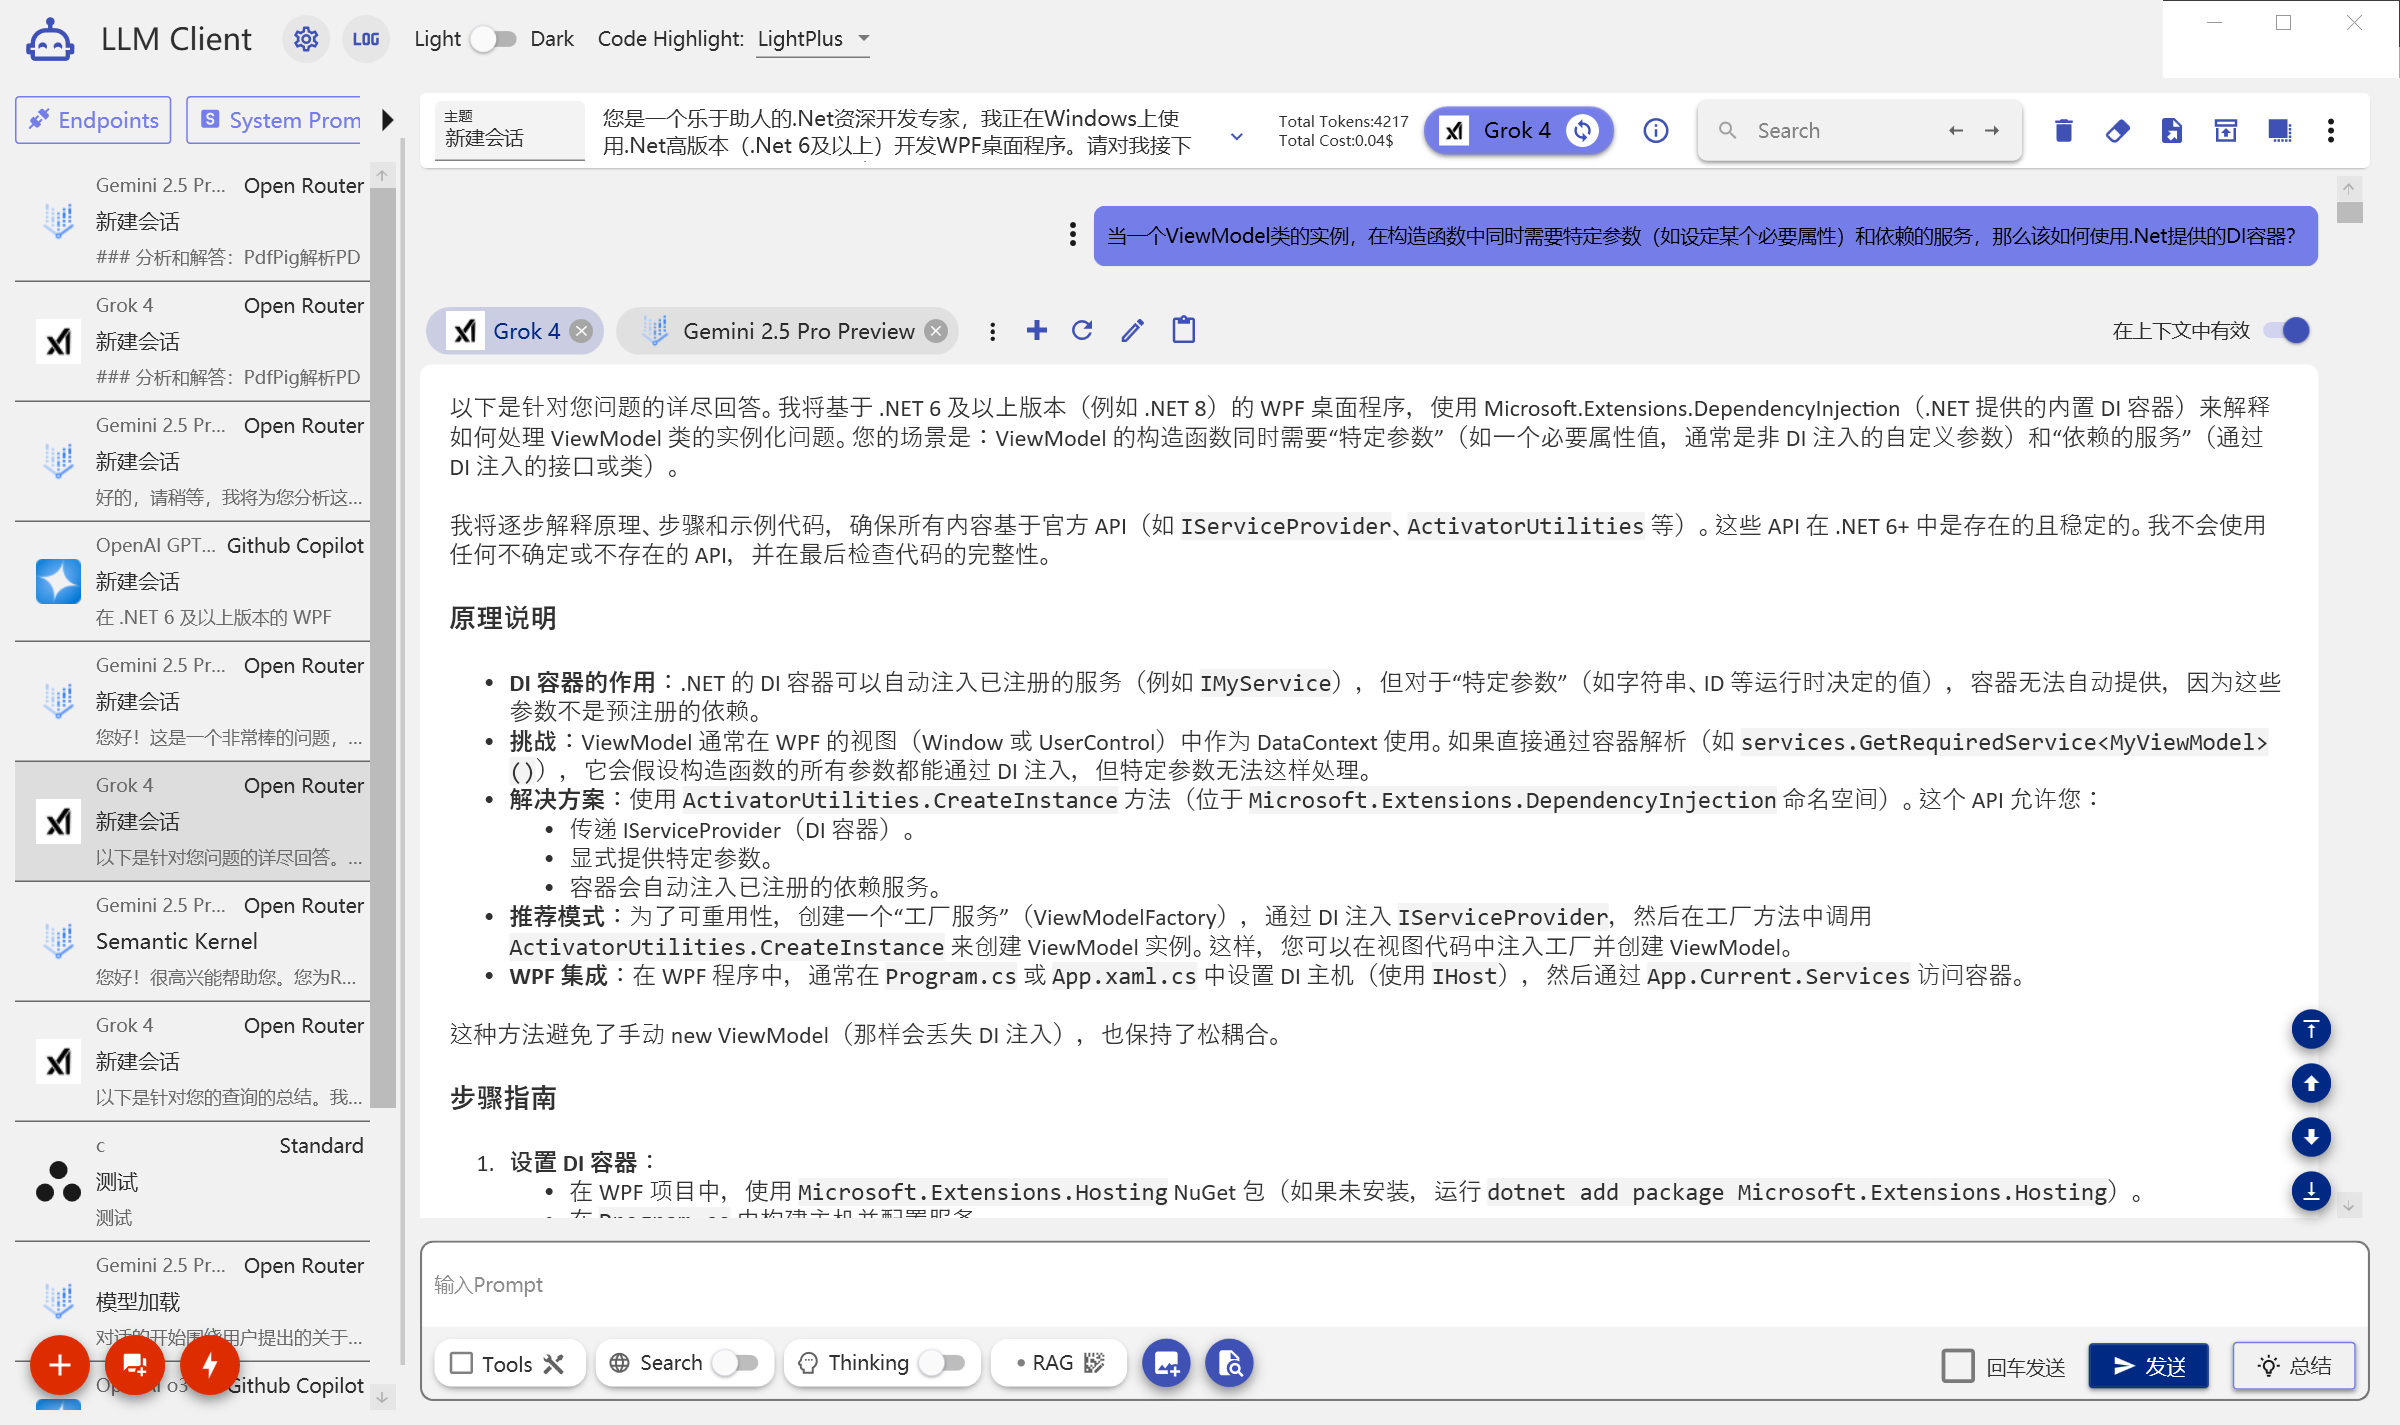 LLM Client
LOG
Light
Dark
Code Highlight:
LightPlus
Endpoints
System Prom
Gemini 2.5 Pr...
Open Router
新建会话
### 分析和解答：PdfPig解析PD
Grok 4
Open Router
新建会话
### 分析和解答：PdfPig解析PD
Gemini 2.5 Pr...
Open Router
新建会话
好的，请稍等，我将为您分析这...
OpenAI GPT...
Github Copilot
新建会话
在 .NET 6 及以上版本的 WPF
Gemini 2.5 Pr...
Open Router
新建会话
您好！这是一个非常棒的问题，...
Grok 4
Open Router
新建会话
以下是针对您问题的详尽回答。...
Gemini 2.5 Pr...
Open Router
Semantic Kernel
您好！很高兴能帮助您。您为R...
Grok 4
Open Router
新建会话
以下是针对您的查询的总结。我...
c
Standard
测试
测试
Gemini 2.5 Pr...
Open Router
模型加载
对话的开始围绕用户提出的关于...
o3
Github Copilot
主题
新建会话
您是一个乐于助人的.Net资深开发专家，我正在Windows上使
用.Net高版本（.Net 6及以上）开发WPF桌面程序。请对我接下
Total Tokens:4217
Total Cost:0.04$
Grok 4
Search
当一个ViewModel类的实例，在构造函数中同时需要特定参数（如设定某个必要属性）和依赖的服务，那么该如何使用.Net提供的DI容器？
Grok 4
Gemini 2.5 Pro Preview
在上下文中有效
以下是针对您问题的详尽回答。我将基于 .NET 6 及以上版本（例如 .NET 8）的 WPF 桌面程序，使用 Microsoft.Extensions.DependencyInjection（.NET 提供的内置 DI 容器）来解释
如何处理 ViewModel 类的实例化问题。您的场景是：ViewModel 的构造函数同时需要“特定参数”（如一个必要属性值，通常是非 DI 注入的自定义参数）和“依赖的服务”（通过
DI 注入的接口或类）。
我将逐步解释原理、步骤和示例代码，确保所有内容基于官方 API（如 IServiceProvider、ActivatorUtilities 等）。这些 API 在 .NET 6+ 中是存在的且稳定的。我不会使用
任何不确定或不存在的 API，并在最后检查代码的完整性。
原理说明
• DI 容器的作用：.NET 的 DI 容器可以自动注入已注册的服务（例如 IMyService），但对于“特定参数”（如字符串、ID 等运行时决定的值），容器无法自动提供，因为这些
参数不是预注册的依赖。
• 挑战：ViewModel 通常在 WPF 的视图（Window 或 UserControl）中作为 DataContext 使用。如果直接通过容器解析（如 services.GetRequiredService<MyViewModel>
()），它会假设构造函数的所有参数都能通过 DI 注入，但特定参数无法这样处理。
• 解决方案：使用 ActivatorUtilities.CreateInstance 方法（位于 Microsoft.Extensions.DependencyInjection 命名空间）。这个 API 允许您：
• 传递 IServiceProvider（DI 容器）。
• 显式提供特定参数。
• 容器会自动注入已注册的依赖服务。
• 推荐模式：为了可重用性，创建一个“工厂服务”（ViewModelFactory），通过 DI 注入 IServiceProvider，然后在工厂方法中调用
ActivatorUtilities.CreateInstance 来创建 ViewModel 实例。这样，您可以在视图代码中注入工厂并创建 ViewModel。
• WPF 集成：在 WPF 程序中，通常在 Program.cs 或 App.xaml.cs 中设置 DI 主机（使用 IHost），然后通过 App.Current.Services 访问容器。
这种方法避免了手动 new ViewModel（那样会丢失 DI 注入），也保持了松耦合。
步骤指南
1. 设置 DI 容器：
• 在 WPF 项目中，使用 Microsoft.Extensions.Hosting NuGet 包（如果未安装，运行 dotnet add package Microsoft.Extensions.Hosting）。
• 在 Program.cs 中构建主机并配置服务
输入Prompt
Tools
Search
Thinking
• RAG
回车发送
发送
总结